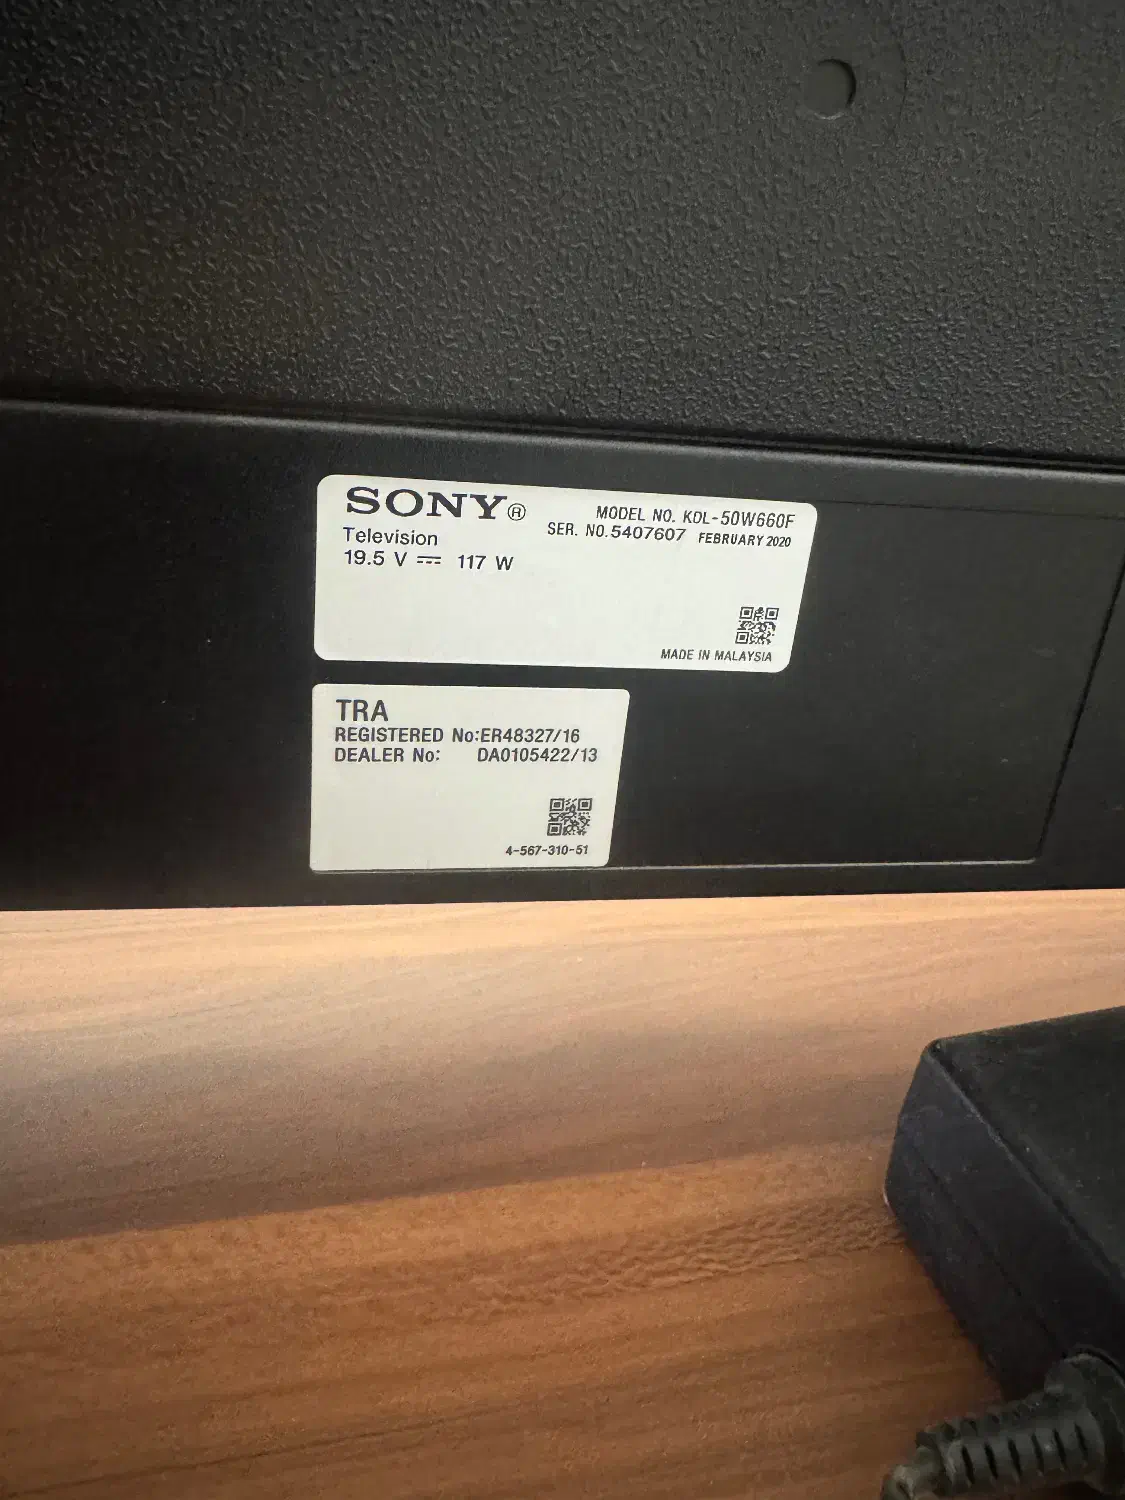 SONY®
MODEL NO. KDL-50W660F
Television
SER. NO.5407607 FEBRUARY 2020
19.5 V ⎓ 117 W
MADE IN MALAYSIA
TRA
REGISTERED No:ER48327/16
DEALER No: DA0105422/13
4-567-310-51